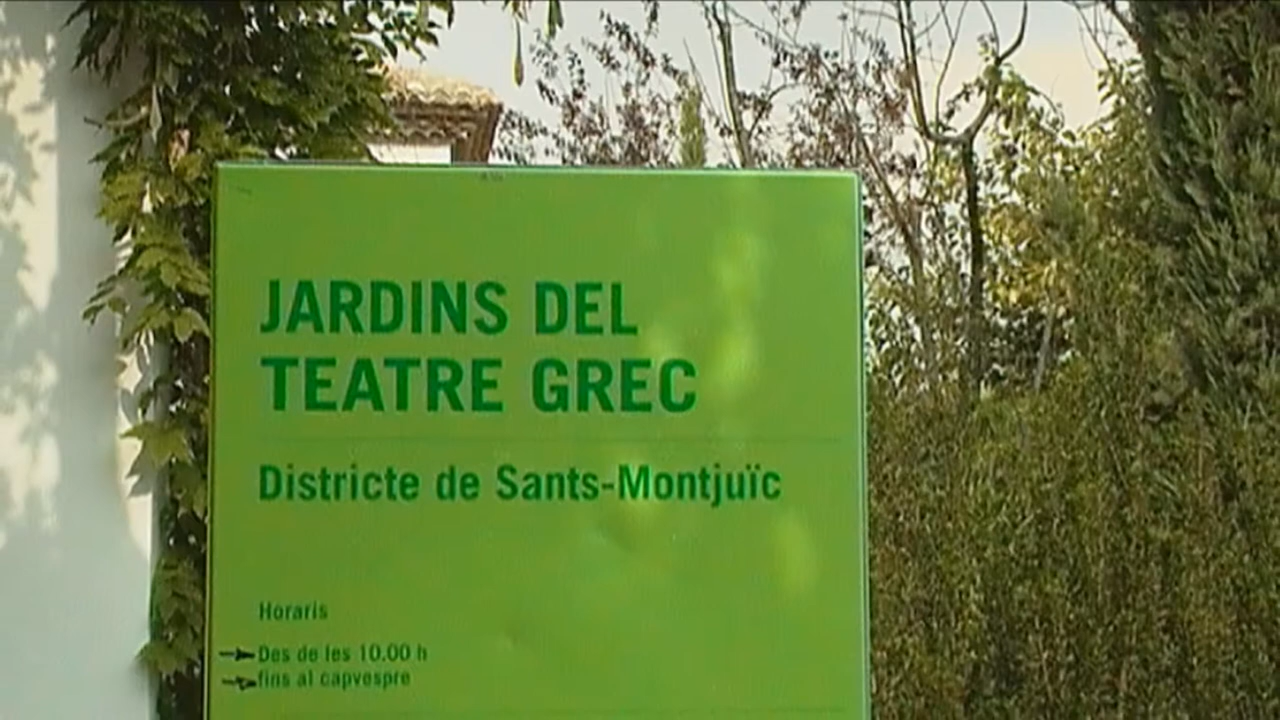 JARDINS DEL
TEATRE GREC
Districte de Sants-Montjuïc
Horaris
Des de les 10.00 h
fins al capvespre